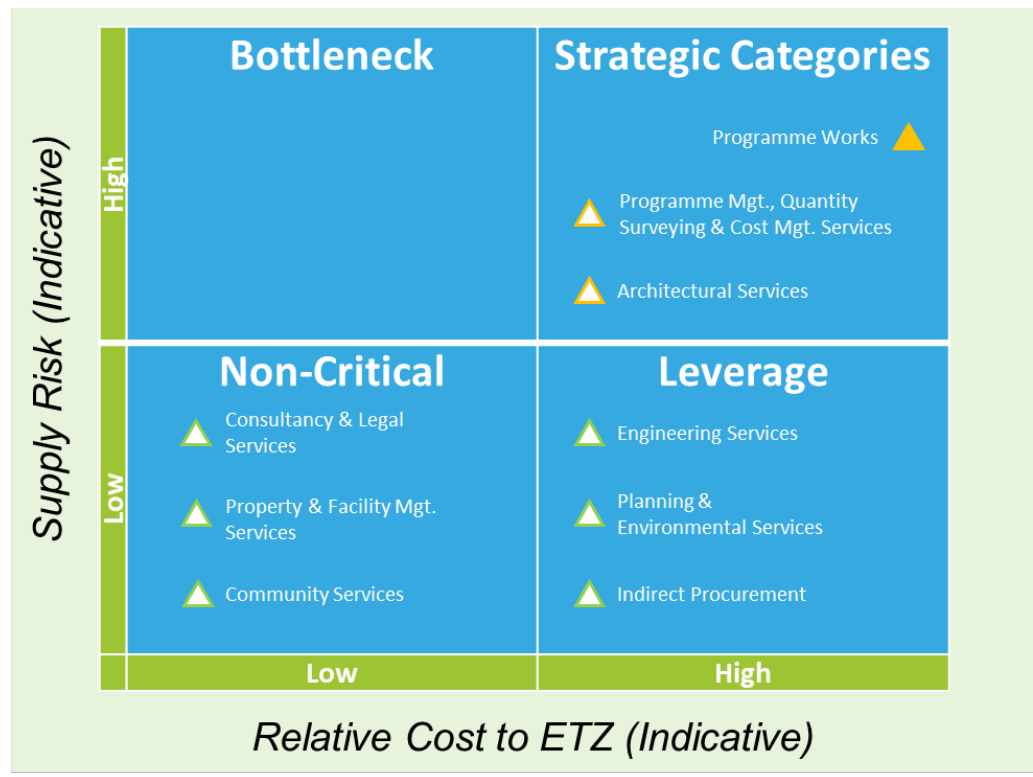 Bottleneck
Strategic Categories
Programme Works
Programme Mgt., Quantity
Surveying & Cost Mgt. Services
Architectural Services
High
Supply Risk (Indicative)
Non-Critical
Leverage
Consultancy & Legal
Services
Engineering Services
Property & Facility Mgt.
Services
Planning &
Environmental Services
Community Services
Indirect Procurement
Low
Low
High
Relative Cost to ETZ (Indicative)